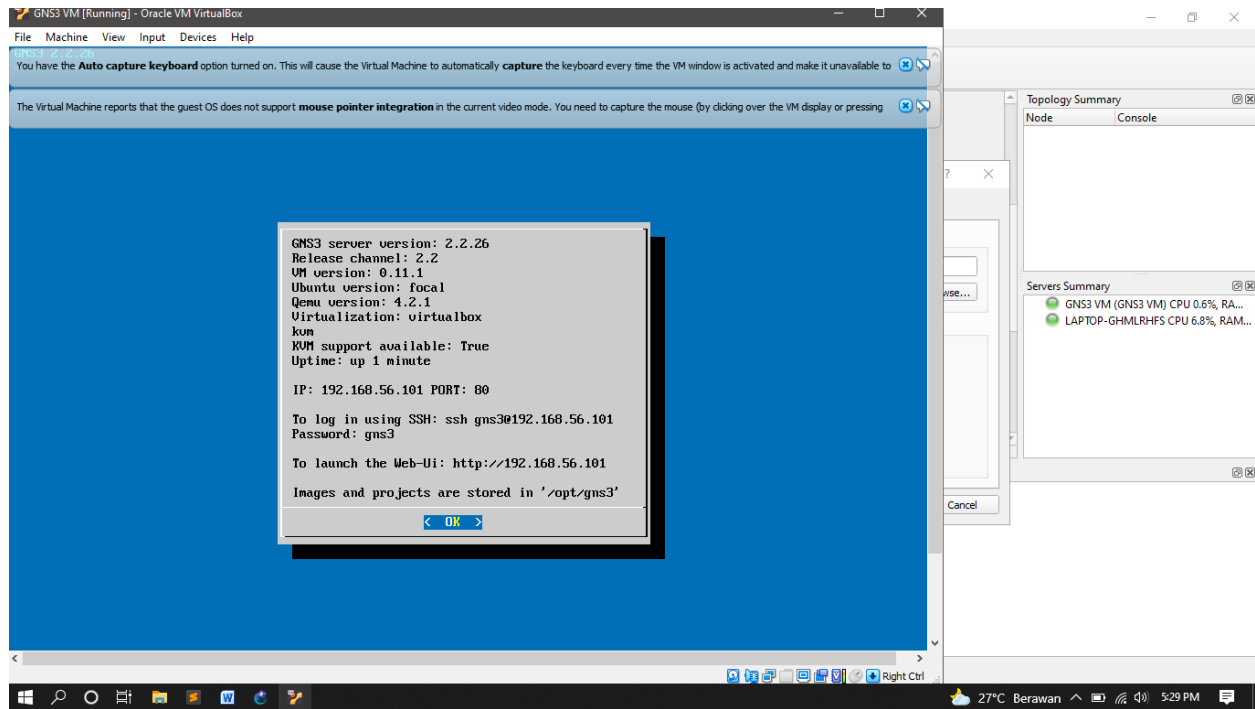 GNS3 VM [Running] - Oracle VM VirtualBox
File Machine View Input Devices Help
GNS3 2.2.26
You have the Auto capture keyboard option turned on. This will cause the Virtual Machine to automatically capture the keyboard every time the VM window is activated and make it unavailable to
The Virtual Machine reports that the guest OS does not support mouse pointer integration in the current video mode. You need to capture the mouse (by clicking over the VM display or pressing
GNS3 server version: 2.2.26
Release channel: 2.2
VM version: 0.11.1
Ubuntu version: focal
Qemu version: 4.2.1
Virtualization: virtualbox
kvm
KVM support available: True
Uptime: up 1 minute
IP: 192.168.56.101 PORT: 80
To log in using SSH: ssh gns3@192.168.56.101
Password: gns3
To launch the Web-Ui: http://192.168.56.101
Images and projects are stored in '/opt/gns3'
< OK >
Right Ctrl
?
wse...
Cancel
Topology Summary
Node Console
Servers Summary
GNS3 VM (GNS3 VM) CPU 0.6%, RA...
LAPTOP-GHMLRHFS CPU 6.8%, RAM...
27°C Berawan 5:29 PM